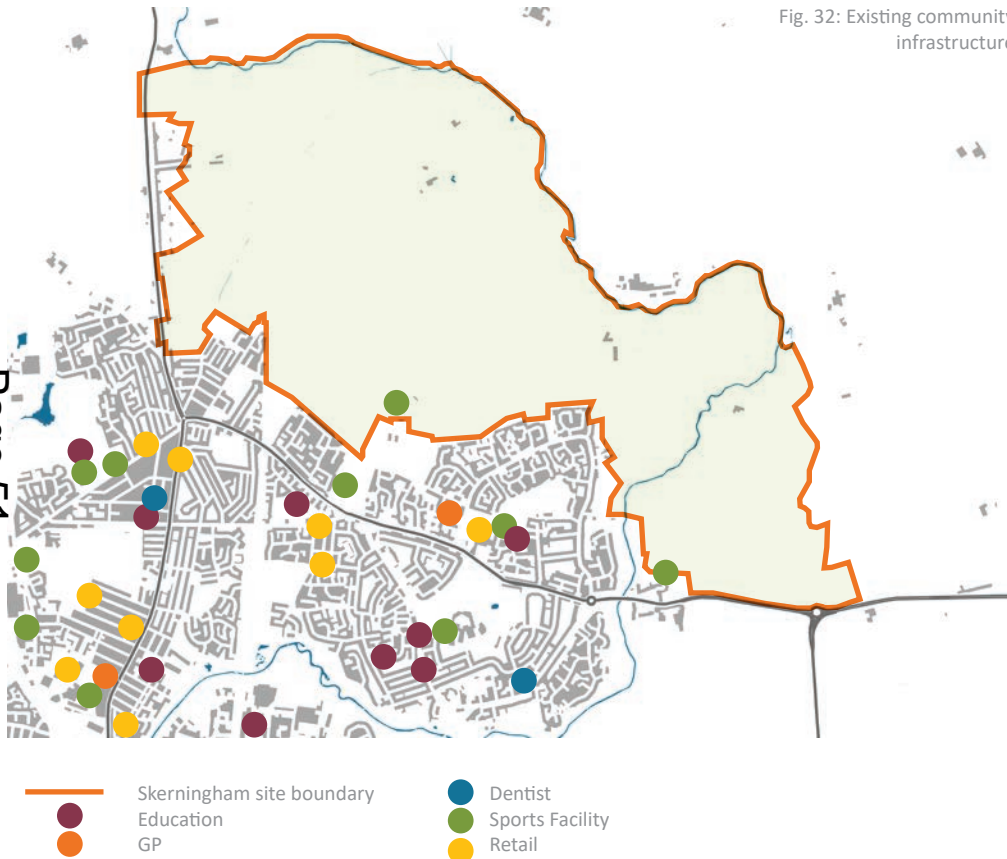 Fig. 32: Existing community
infrastructure
Skerningham site boundary
Education
GP
Dentist
Sports Facility
Retail